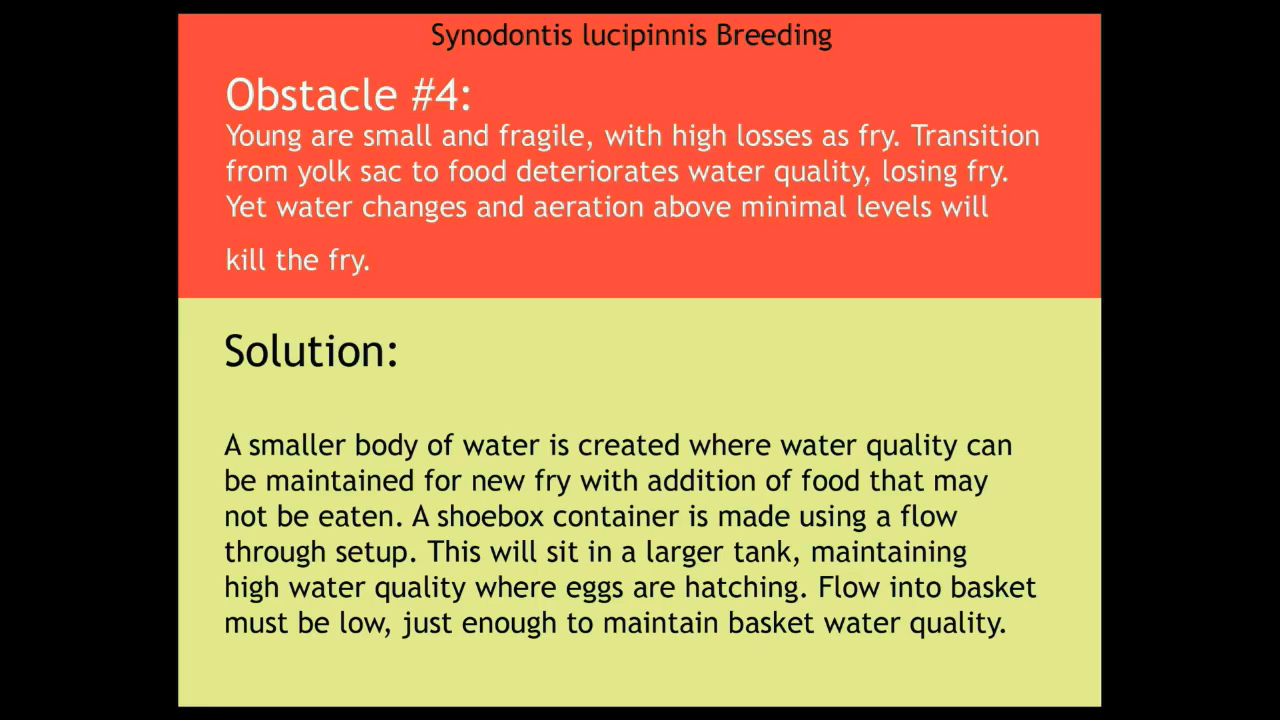 Synodontis lucipinnis Breeding
Obstacle #4:
Young are small and fragile, with high losses as fry. Transition
from yolk sac to food deteriorates water quality, losing fry.
Yet water changes and aeration above minimal levels will
kill the fry.
Solution:
A smaller body of water is created where water quality can
be maintained for new fry with addition of food that may
not be eaten. A shoebox container is made using a flow
through setup. This will sit in a larger tank, maintaining
high water quality where eggs are hatching. Flow into basket
must be low, just enough to maintain basket water quality.